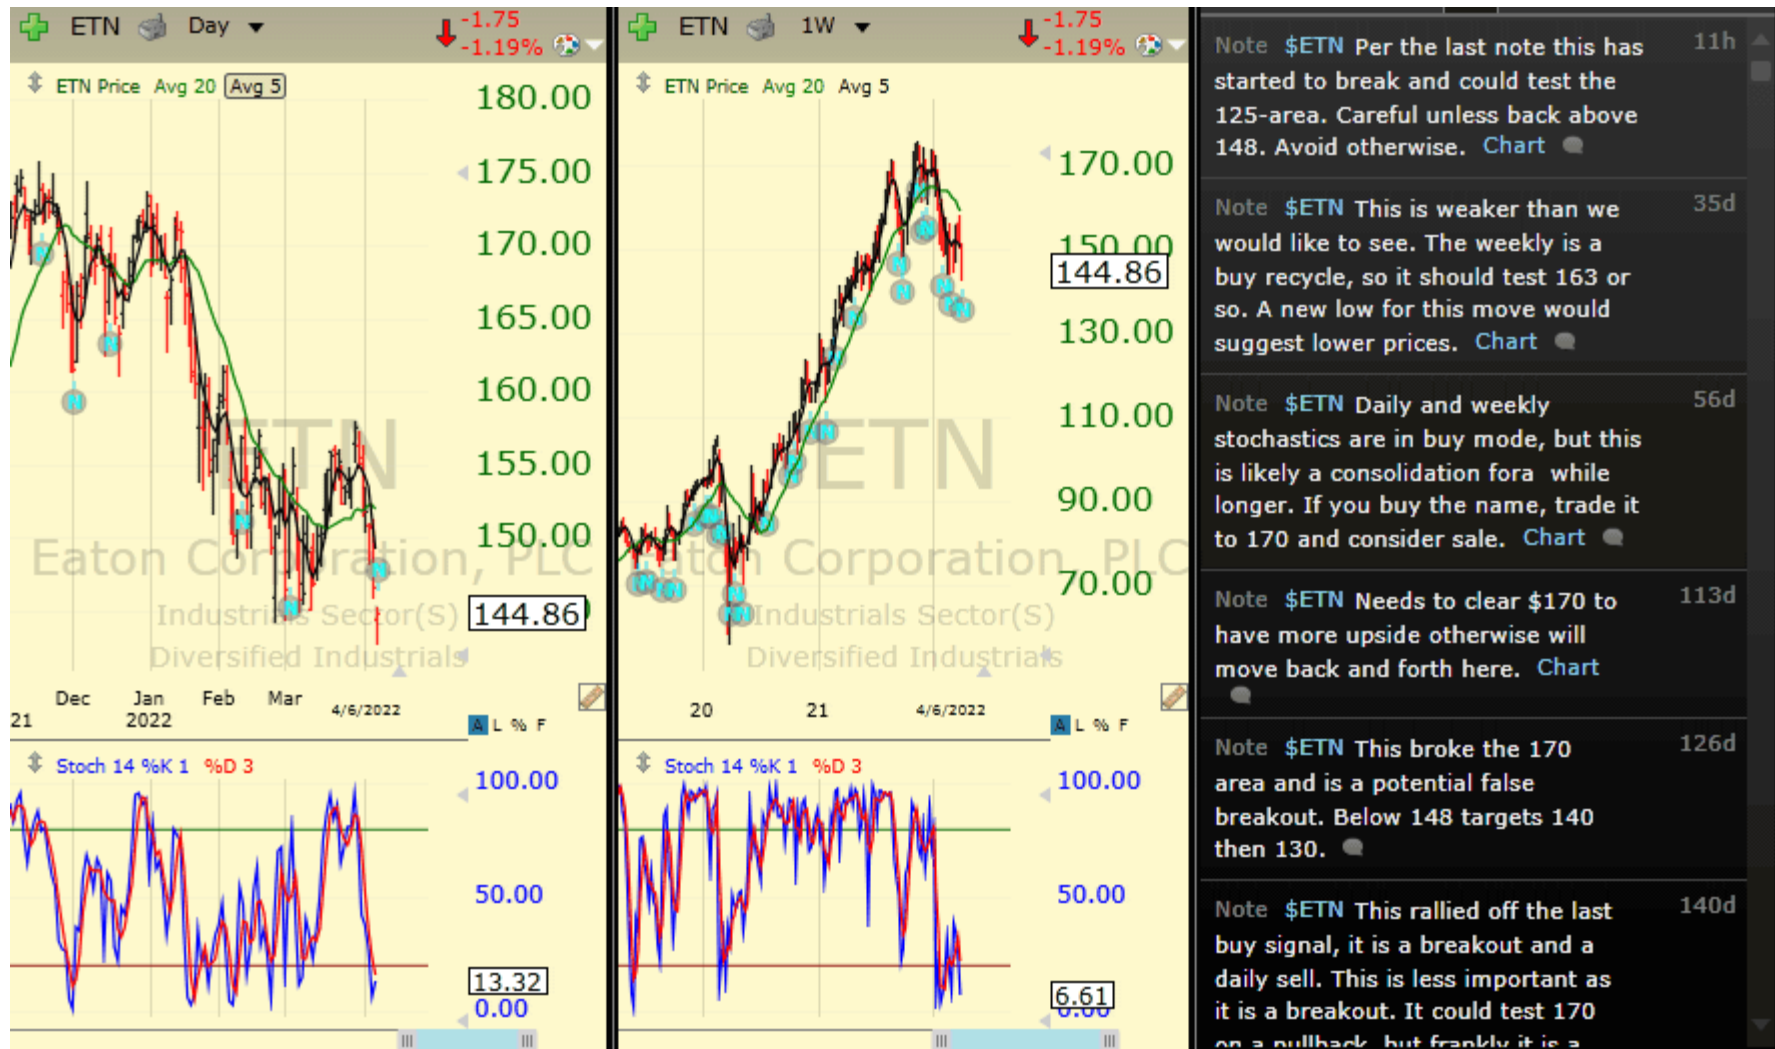 ETN Day
-1.75
-1.19%
ETN Price Avg 20 Avg 5
180.00
175.00
170.00
165.00
160.00
155.00
150.00
144.86
ETN
Eaton Corporation, PLC
Industrials Sector(S)
Diversified Industrials
Dec Jan Feb Mar 4/6/2022
21 2022
A L % F
Stoch 14 %K 1 %D 3
100.00
50.00
13.32
0.00
ETN 1W
-1.75
-1.19%
ETN Price Avg 20 Avg 5
170.00
150.00
144.86
130.00
110.00
90.00
70.00
ETN
Eaton Corporation, PLC
Industrials Sector(S)
Diversified Industrials
20 21 4/6/2022
A L % F
Stoch 14 %K 1 %D 3
100.00
50.00
6.61
0.00
Note $ETN Per the last note this has 11h
started to break and could test the
125-area. Careful unless back above
148. Avoid otherwise. Chart
Note $ETN This is weaker than we 35d
would like to see. The weekly is a
buy recycle, so it should test 163 or
so. A new low for this move would
suggest lower prices. Chart
Note $ETN Daily and weekly 56d
stochastics are in buy mode, but this
is likely a consolidation fora while
longer. If you buy the name, trade it
to 170 and consider sale. Chart
Note $ETN Needs to clear $170 to 113d
have more upside otherwise will
move back and forth here. Chart
Note $ETN This broke the 170 126d
area and is a potential false
breakout. Below 148 targets 140
then 130.
Note $ETN This rallied off the last 140d
buy signal, it is a breakout and a
daily sell. This is less important as
it is a breakout. It could test 170
on a pullback, but frankly it is a